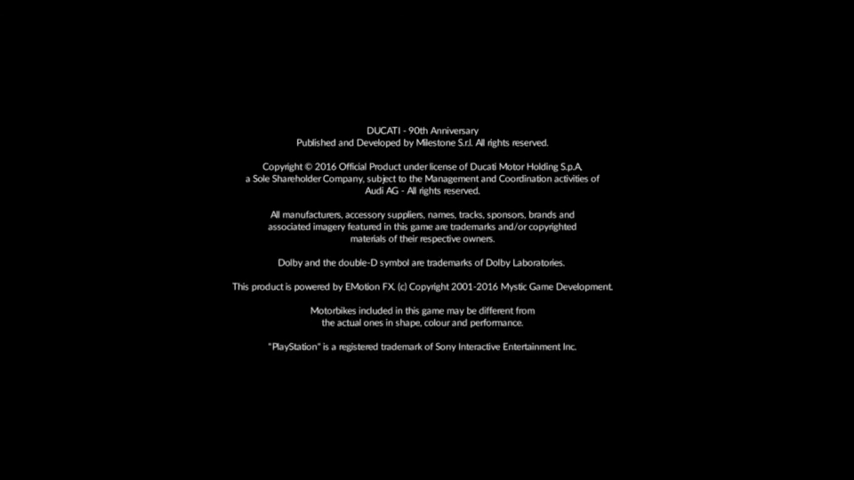 DUCATI - 90th Anniversary
Published and Developed by Milestone S.r.l. All rights reserved.
Copyright © 2016 Official Product under license of Ducati Motor Holding S.p.A,
a Sole Shareholder Company, subject to the Management and Coordination activities of
Audi AG - All rights reserved.
All manufacturers, accessory suppliers, names, tracks, sponsors, brands and
associated imagery featured in this game are trademarks and/or copyrighted
materials of their respective owners.
Dolby and the double-D symbol are trademarks of Dolby Laboratories.
This product is powered by EMotion FX. (c) Copyright 2001-2016 Mystic Game Development.
Motorbikes included in this game may be different from
the actual ones in shape, colour and performance.
"PlayStation" is a registered trademark of Sony Interactive Entertainment Inc.